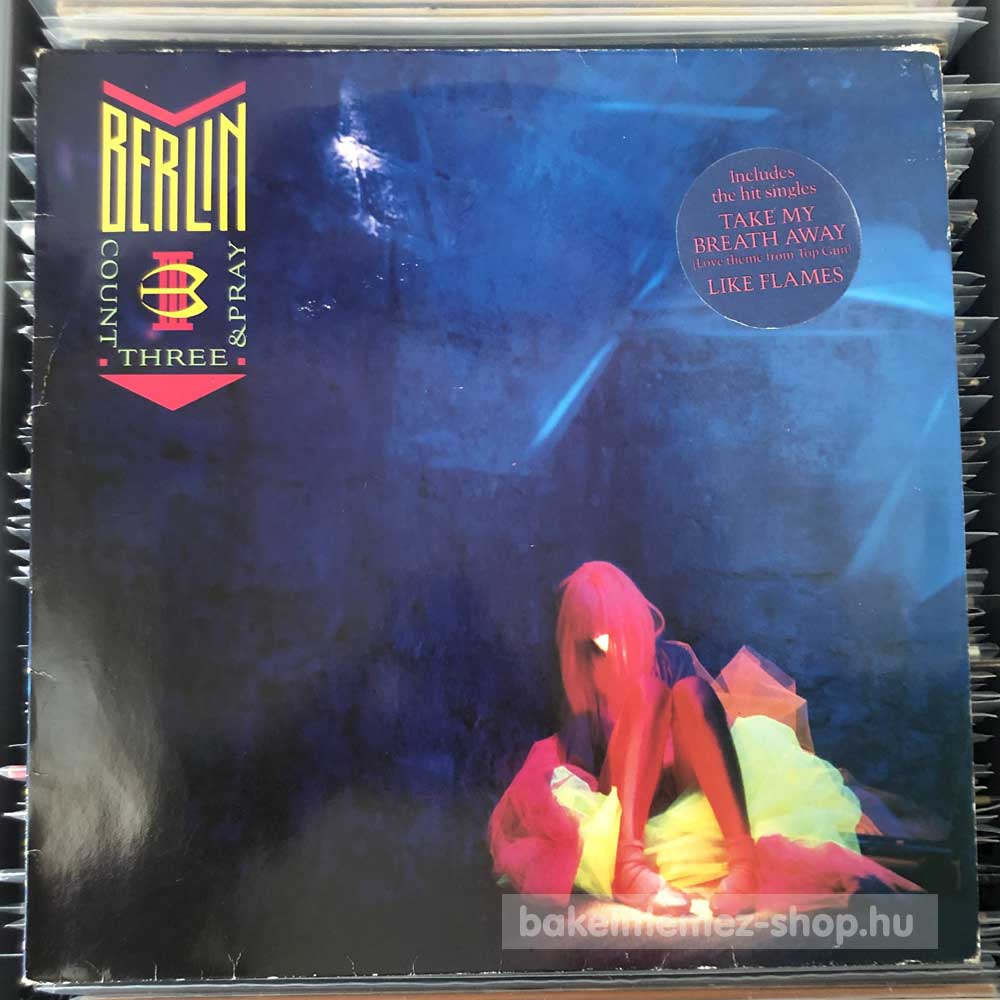 BERLIN
COUNT
THREE
&PRAY
3
Includes
the hit singles
TAKE MY
BREATH AWAY
(Love theme from Top Gun)
LIKE FLAMES
bakelitlemez-shop.hu